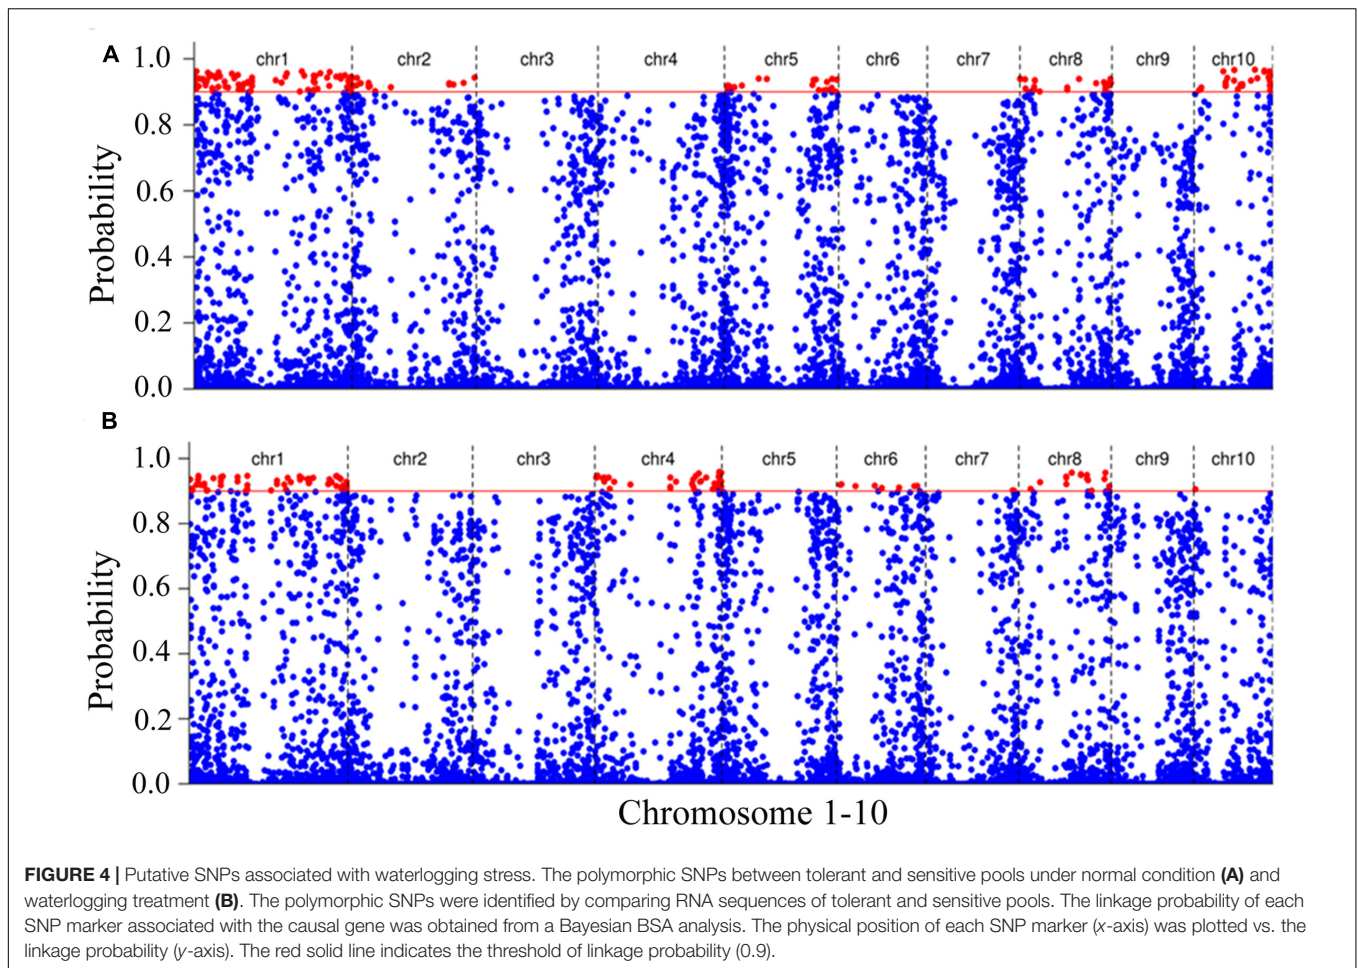 A
1.0
chr1 chr2 chr3 chr4 chr5 chr6 chr7 chr8 chr9 chr10
0.8
0.6
0.4
0.2
0.0
Probability
B
1.0
chr1 chr2 chr3 chr4 chr5 chr6 chr7 chr8 chr9 chr10
0.8
0.6
0.4
0.2
0.0
Probability
Chromosome 1-10
FIGURE 4 | Putative SNPs associated with waterlogging stress. The polymorphic SNPs between tolerant and sensitive pools under normal condition (A) and
waterlogging treatment (B). The polymorphic SNPs were identified by comparing RNA sequences of tolerant and sensitive pools. The linkage probability of each
SNP marker associated with the causal gene was obtained from a Bayesian BSA analysis. The physical position of each SNP marker (x-axis) was plotted vs. the
linkage probability (y-axis). The red solid line indicates the threshold of linkage probability (0.9).